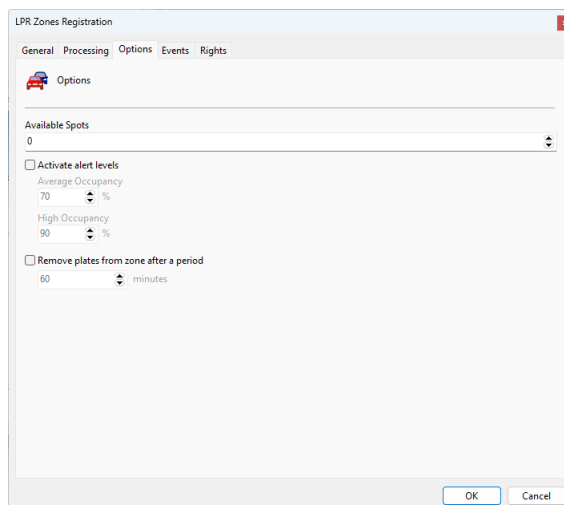 LPR Zones Registration
General Processing Options Events Rights
Options
Available Spots
0
Activate alert levels
Average Occupancy
70 %
High Occupancy
90 %
Remove plates from zone after a period
60 minutes
OK Cancel